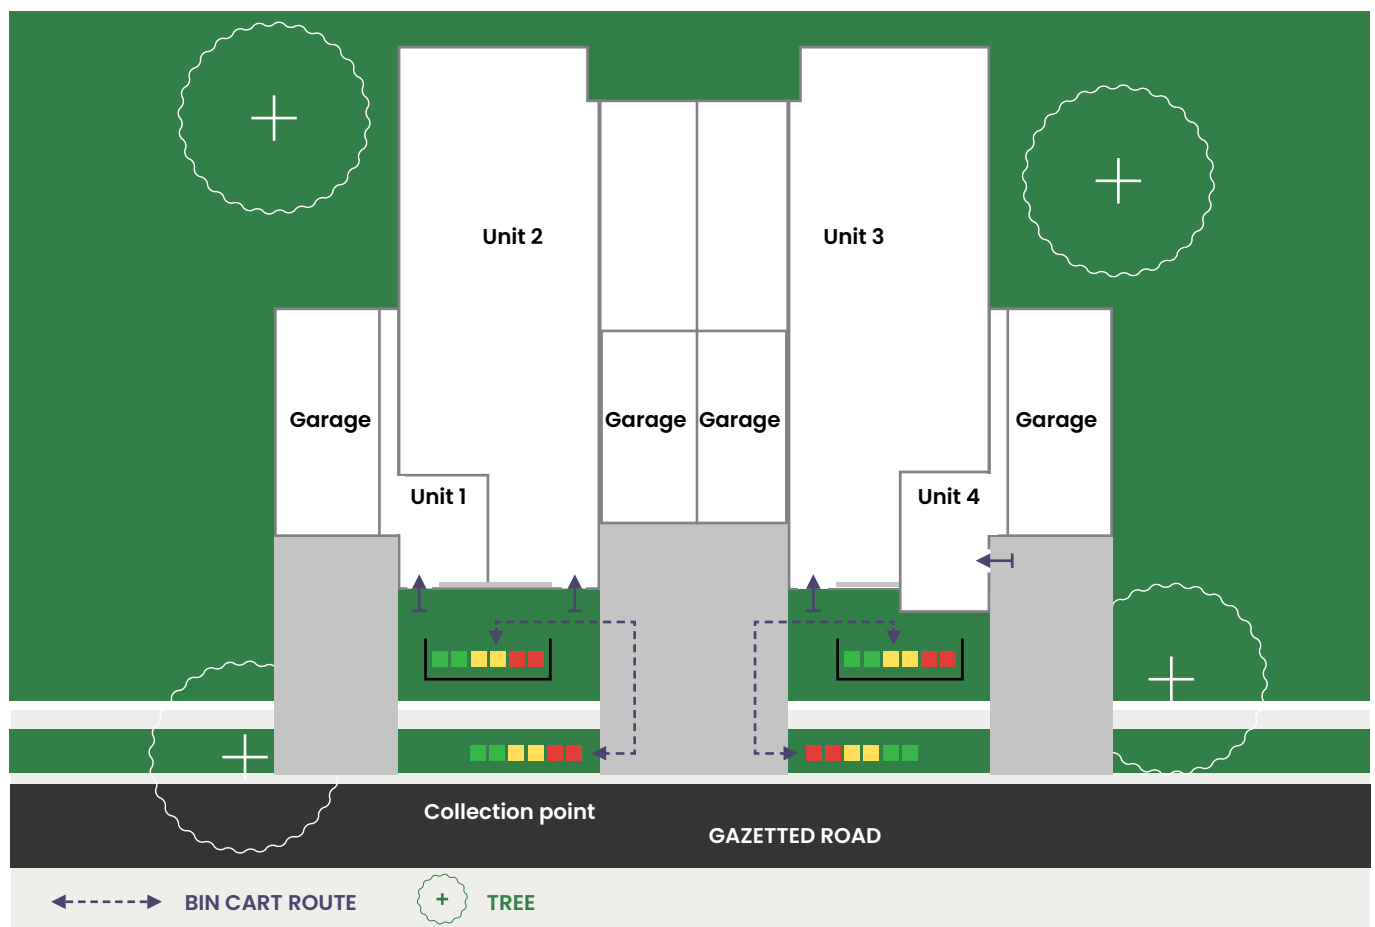 Unit 2
Unit 3
Garage
Garage
Garage
Garage
Unit 1
Unit 4
Collection point
GAZETTED ROAD
BIN CART ROUTE
TREE